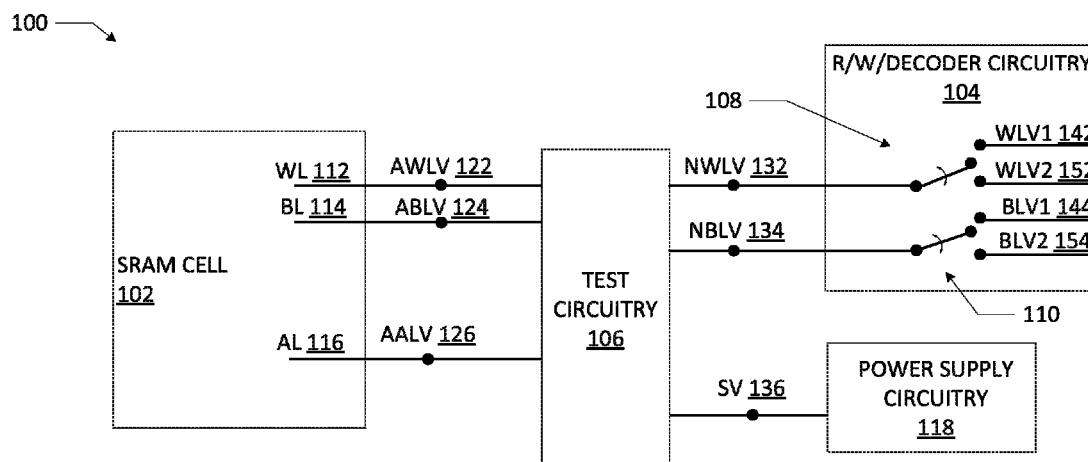 100
R/W/DECODER CIRCUITRY
104
108
WLV1 142
WL 112
AWLV 122
NWLV 132
WLV2 152
BL 114
ABLV 124
BLV1 144
NBLV 134
BLV2 154
SRAM CELL
102
TEST
CIRCUITRY
106
110
AL 116
AALV 126
POWER SUPPLY
CIRCUITRY
118
SV 136